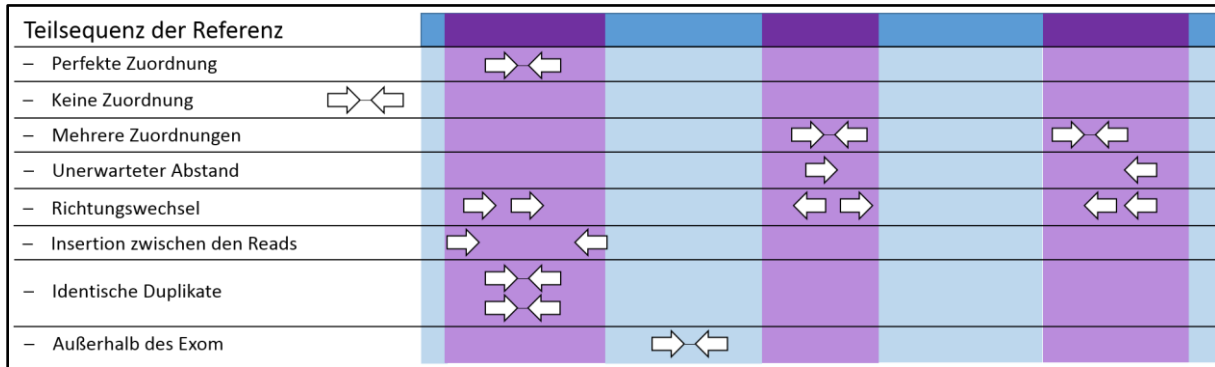 Teilsequenz der Referenz
– Perfekte Zuordnung
– Keine Zuordnung
– Mehrere Zuordnungen
– Unerwarteter Abstand
– Richtungswechsel
– Insertion zwischen den Reads
– Identische Duplikate
– Außerhalb des Exom